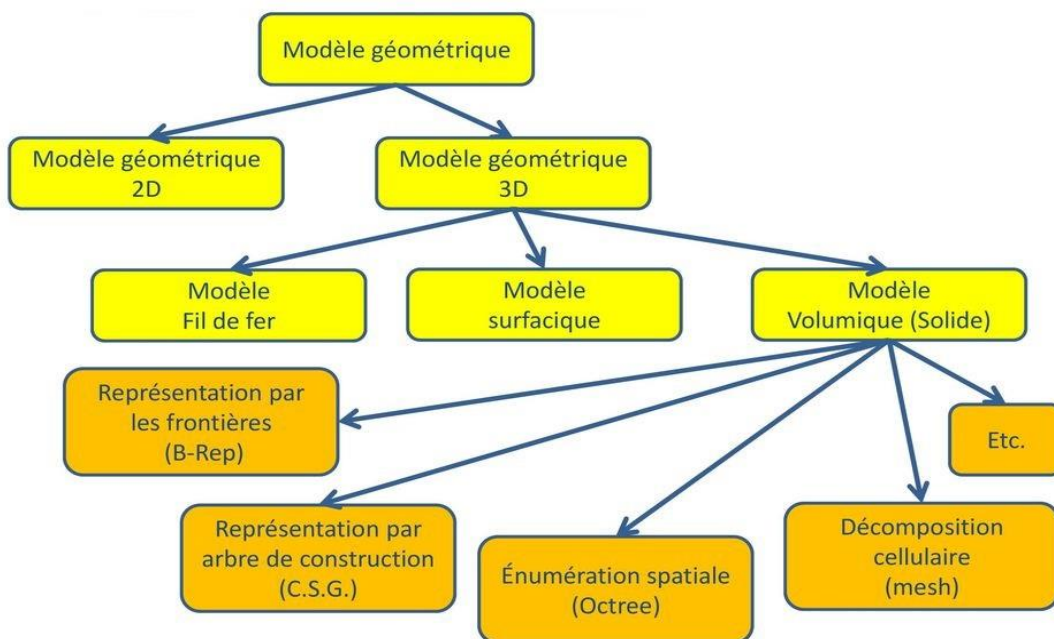 Modèle géométrique
Modèle géométrique
2D
Modèle géométrique
3D
Modèle
Fil de fer
Modèle
surfacique
Modèle
Volumique (Solide)
Représentation par
les frontières
(B-Rep)
Etc.
Représentation par
arbre de construction
(C.S.G.)
Énumération spatiale
(Octree)
Décomposition
cellulaire
(mesh)